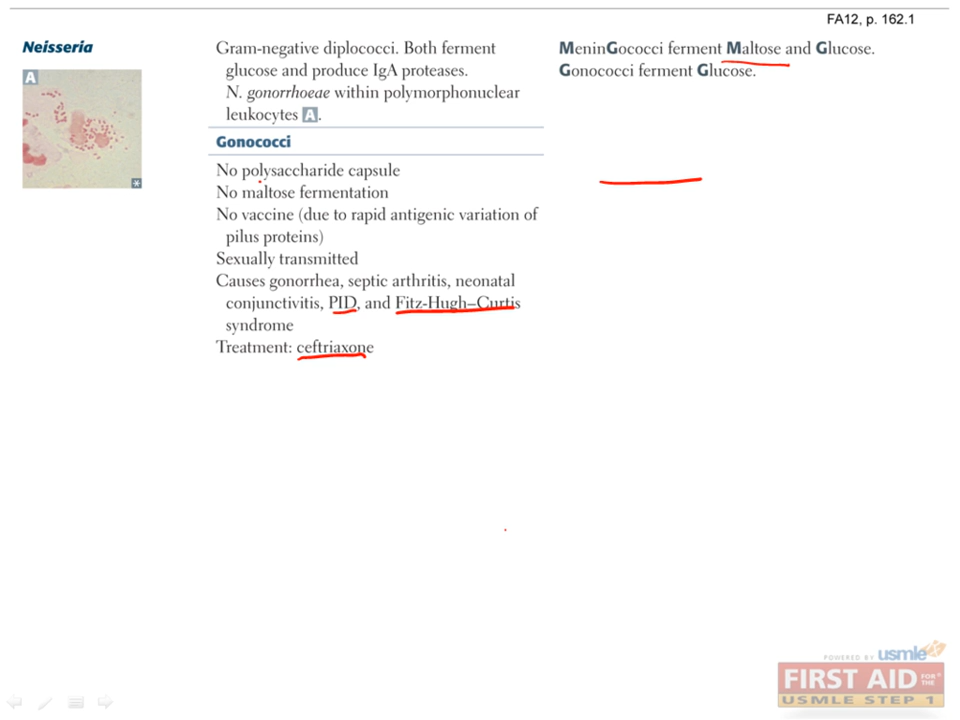 FA12, p. 162.1
Neisseria
A
Gram-negative diplococci. Both ferment
glucose and produce IgA proteases.
N. gonorrhoeae within polymorphonuclear
leukocytes A.
MeninGococci ferment Maltose and Glucose.
Gonococci ferment Glucose.
Gonococci
No polysaccharide capsule
No maltose fermentation
No vaccine (due to rapid antigenic variation of
pilus proteins)
Sexually transmitted
Causes gonorrhea, septic arthritis, neonatal
conjunctivitis, PID, and Fitz-Hugh–Curtis
syndrome
Treatment: ceftriaxone
POWERED BY usmle
FIRST AID FOR THE
USMLE STEP 1